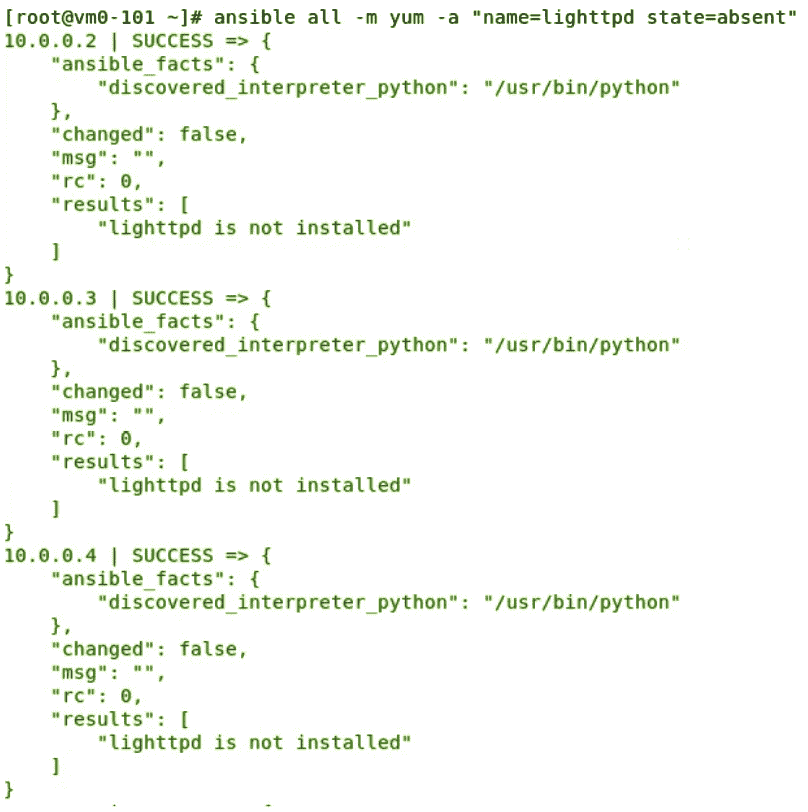 [root@vm0-101 ~]# ansible all -m yum -a "name=lighttpd state=absent"
10.0.0.2 | SUCCESS => {
    "ansible_facts": {
        "discovered_interpreter_python": "/usr/bin/python"
    },
    "changed": false,
    "msg": "",
    "rc": 0,
    "results": [
        "lighttpd is not installed"
    ]
}
10.0.0.3 | SUCCESS => {
    "ansible_facts": {
        "discovered_interpreter_python": "/usr/bin/python"
    },
    "changed": false,
    "msg": "",
    "rc": 0,
    "results": [
        "lighttpd is not installed"
    ]
}
10.0.0.4 | SUCCESS => {
    "ansible_facts": {
        "discovered_interpreter_python": "/usr/bin/python"
    },
    "changed": false,
    "msg": "",
    "rc": 0,
    "results": [
        "lighttpd is not installed"
    ]
}